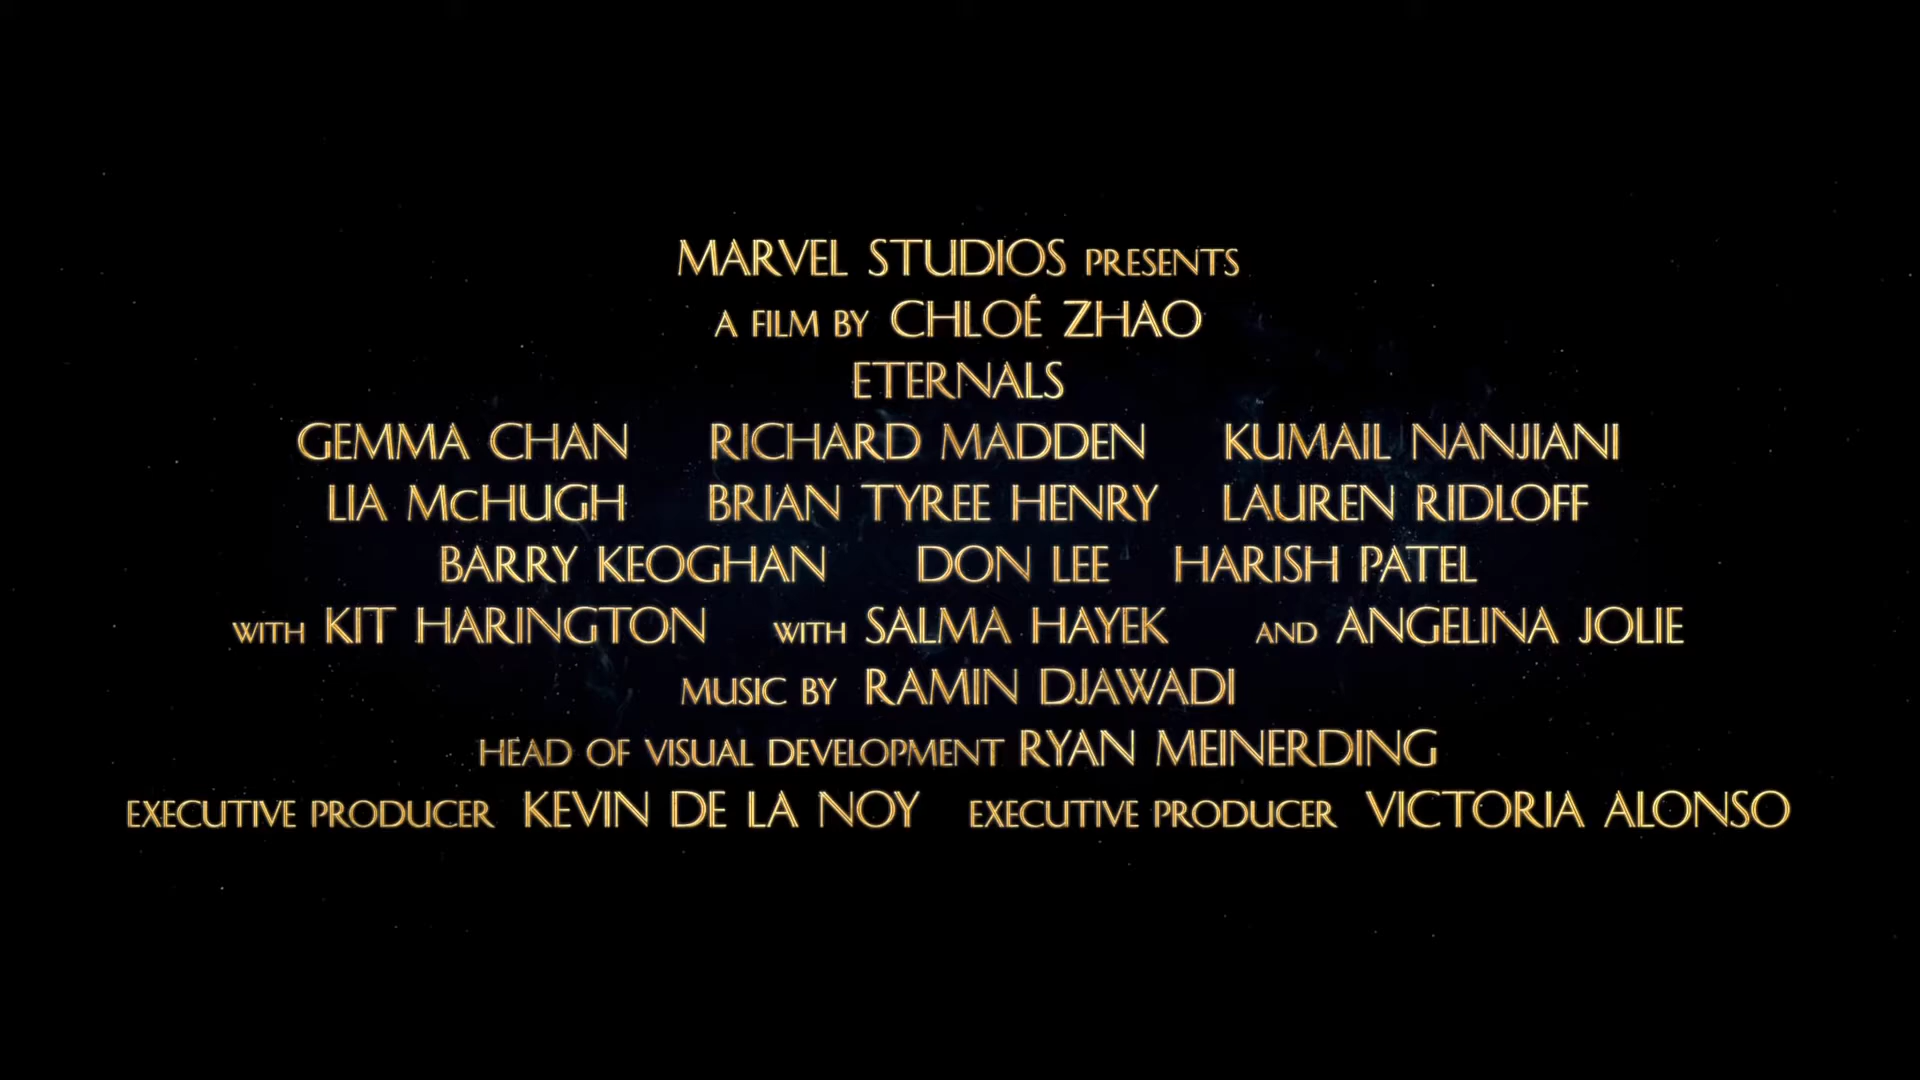 MARVEL STUDIOS PRESENTS
A FILM BY CHLOÉ ZHAO
ETERNALS
GEMMA CHAN RICHARD MADDEN KUMAIL NANJIANI
LIA McHUGH BRIAN TYREE HENRY LAUREN RIDLOFF
BARRY KEOGHAN DON LEE HARISH PATEL
WITH KIT HARINGTON WITH SALMA HAYEK AND ANGELINA JOLIE
MUSIC BY RAMIN DJAWADI
HEAD OF VISUAL DEVELOPMENT RYAN MEINERDING
EXECUTIVE PRODUCER KEVIN DE LA NOY EXECUTIVE PRODUCER VICTORIA ALONSO